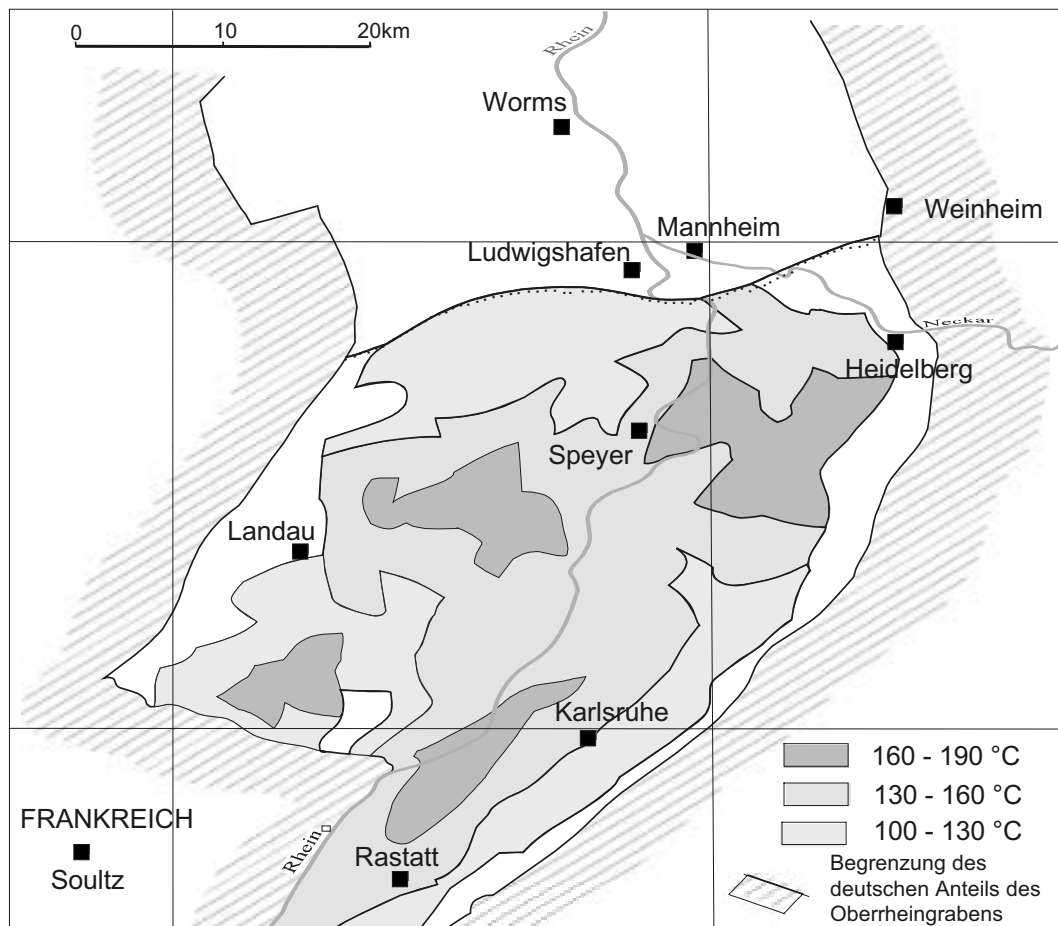 0 10 20km
Rhein
Worms
Weinheim
Mannheim
Ludwigshafen
Neckar
Heidelberg
Speyer
Landau
Karlsruhe
160 - 190 °C
130 - 160 °C
100 - 130 °C
FRANKREICH
Soultz
Rhein
Rastatt
Begrenzung des
deutschen Anteils des
Oberrheingrabens